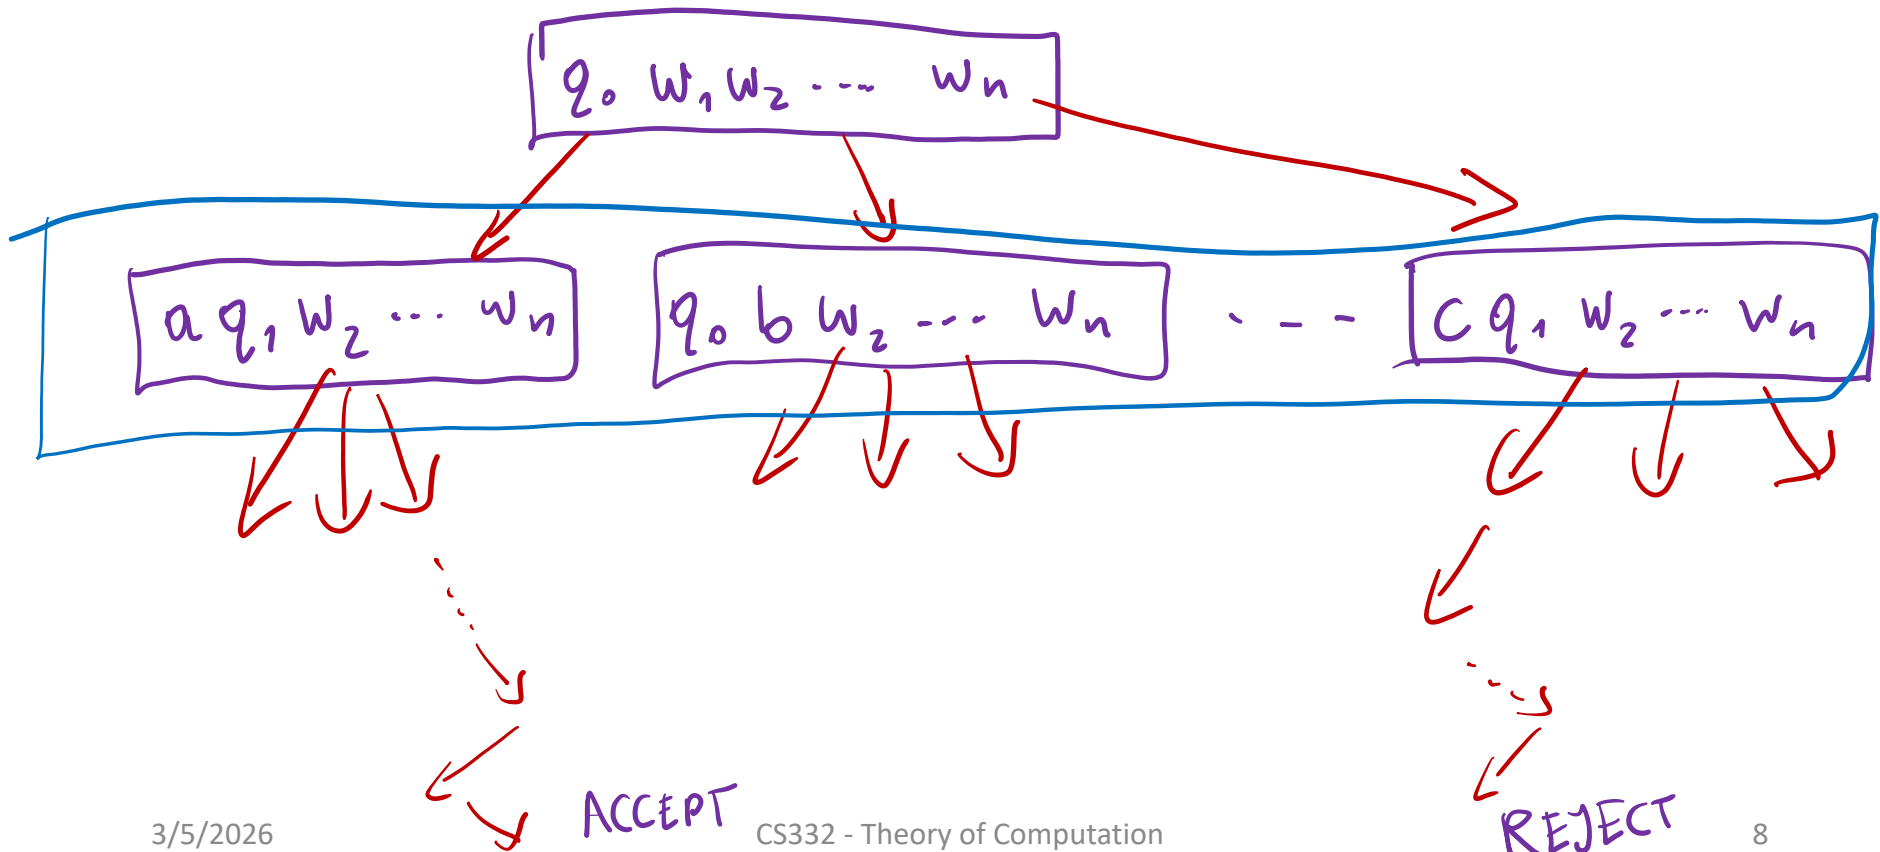 q₀ w₁ w₂ .... wₙ
a q₁ w₂ ... wₙ q₀ b w₂ ---- wₙ - - - c q₁ w₂ .... wₙ
ACCEPT REJECT
3/5/2026 CS332 - Theory of Computation 8